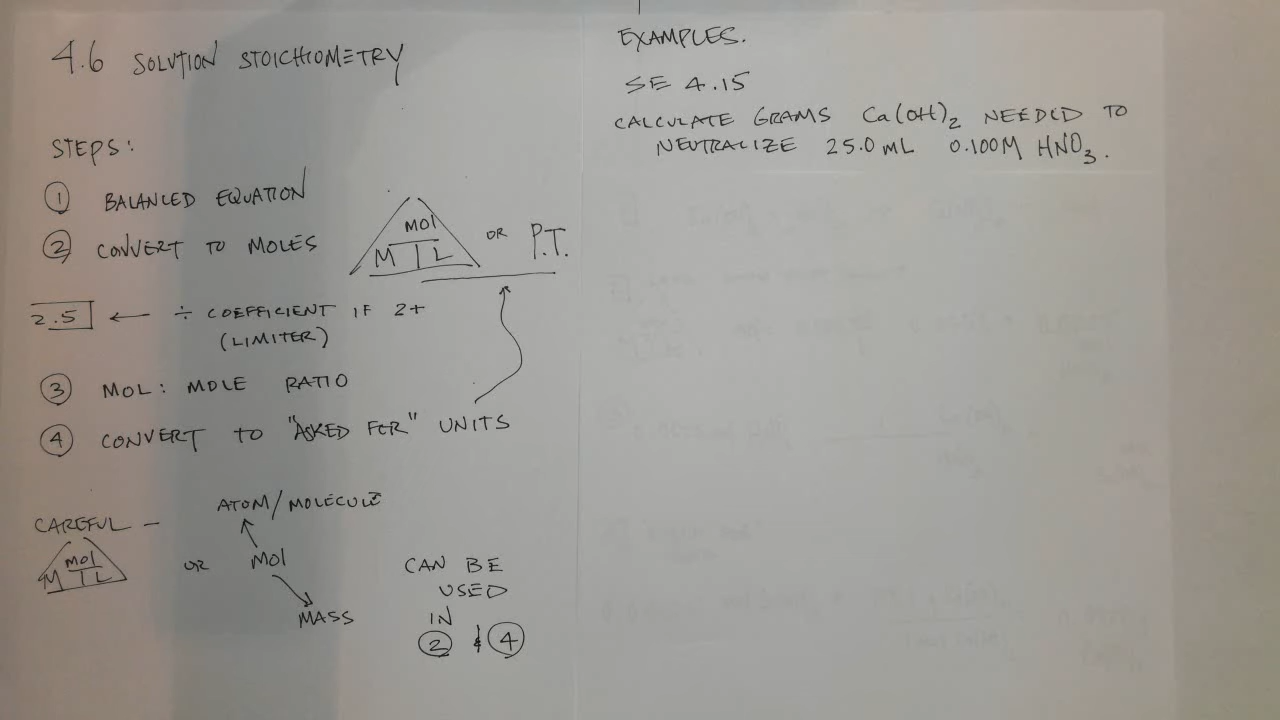 4.6 SOLUTION STOICHIOMETRY
STEPS:
① BALANCED EQUATION
② CONVERT TO MOLES
MOL
M | L
OR P.T.
2.5 ← ÷ COEFFICIENT IF 2+
(LIMITER)
③ MOL: MOLE RATIO
④ CONVERT TO "ASKED FOR" UNITS
CAREFUL -
MOL
M | L
OR
ATOM/MOLECULE
MOL
MASS
CAN BE
USED
IN
② & ④
EXAMPLES.
SE 4.15
CALCULATE GRAMS Ca(OH)₂ NEEDED TO
NEUTRALIZE 25.0 mL 0.100M HNO₃.